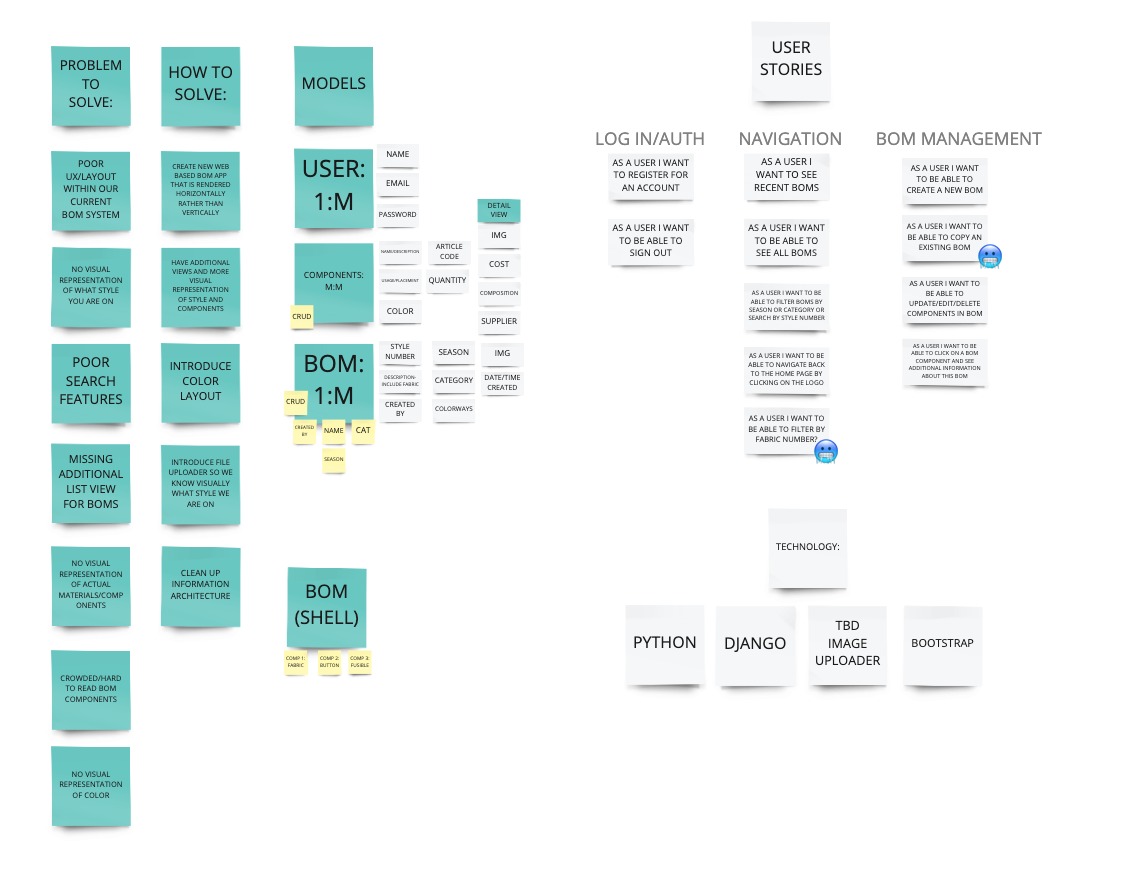 PROBLEM
TO
SOLVE:
POOR
UX/LAYOUT
WITHIN OUR
CURRENT
BOM SYSTEM
NO VISUAL
REPRESENTATION
OF WHAT STYLE
YOU ARE ON
POOR
SEARCH
FEATURES
MISSING
ADDITIONAL
LIST VIEW
FOR BOMS
NO VISUAL
REPRESENTATION
OF ACTUAL
MATERIALS/COMP
ONENTS
CROWDED/HARD
TO READ BOM
COMPONENTS
NO VISUAL
REPRESENTATION
OF COLOR
HOW TO
SOLVE:
CREATE NEW WEB
BASED BOM APP
THAT IS RENDERED
HORIZONTALLY
RATHER THAN
VERTICALLY
HAVE ADDITIONAL
VIEWS AND MORE
VISUAL
REPRESENTATION
OF STYLE AND
COMPONENTS
INTRODUCE
COLOR
LAYOUT
INTRODUCE FILE
UPLOADER SO WE
KNOW VISUALLY
WHAT STYLE WE
ARE ON
CLEAN UP
INFORMATION
ARCHITECTURE
MODELS
USER:
1:M
NAME
EMAIL
PASSWORD
COMPONENTS:
M:M
CRUD
NAME/DESCRIPTION
ARTICLE
CODE
USAGE/PLACEMENT
QUANTITY
COLOR
DETAIL
VIEW
IMG
COST
COMPOSITION
SUPPLIER
BOM:
1:M
CRUD
CREATED
BY
NAME
CAT
SEASON
STYLE
NUMBER
SEASON
IMG
DESCRIPTION-
INCLUDE FABRIC
CATEGORY
DATE/TIME
CREATED
CREATED
BY
COLORWAYS
BOM
(SHELL)
COMP 1:
FABRIC
COMP 2:
BUTTON
COMP 3:
FUSIBLE
USER
STORIES
LOG IN/AUTH
AS A USER I WANT
TO REGISTER FOR
AN ACCOUNT
AS A USER I WANT
TO BE ABLE TO
SIGN OUT
NAVIGATION
AS A USER I
WANT TO SEE
RECENT BOMS
AS A USER I WANT
TO BE ABLE TO
SEE ALL BOMS
AS A USER I WANT TO BE
ABLE TO FILTER BOMS BY
SEASON OR CATEGORY OR
SEARCH BY STYLE NUMBER
AS A USER I WANT TO BE
ABLE TO NAVIGATE BACK
TO THE HOME PAGE BY
CLICKING ON THE LOGO
AS A USER I WANT TO
BE ABLE TO FILTER BY
FABRIC NUMBER?
BOM MANAGEMENT
AS A USER I WANT
TO BE ABLE TO
CREATE A NEW BOM
AS A USER I WANT TO
BE ABLE TO COPY AN
EXISTING BOM
AS A USER I WANT TO
BE ABLE TO
UPDATE/EDIT/DELETE
COMPONENTS IN BOM
AS A USER I WANT TO BE
ABLE TO CLICK ON A BOM
COMPONENT AND SEE
ADDITIONAL INFORMATION
ABOUT THIS BOM
TECHNOLOGY:
PYTHON
DJANGO
TBD
IMAGE
UPLOADER
BOOTSTRAP